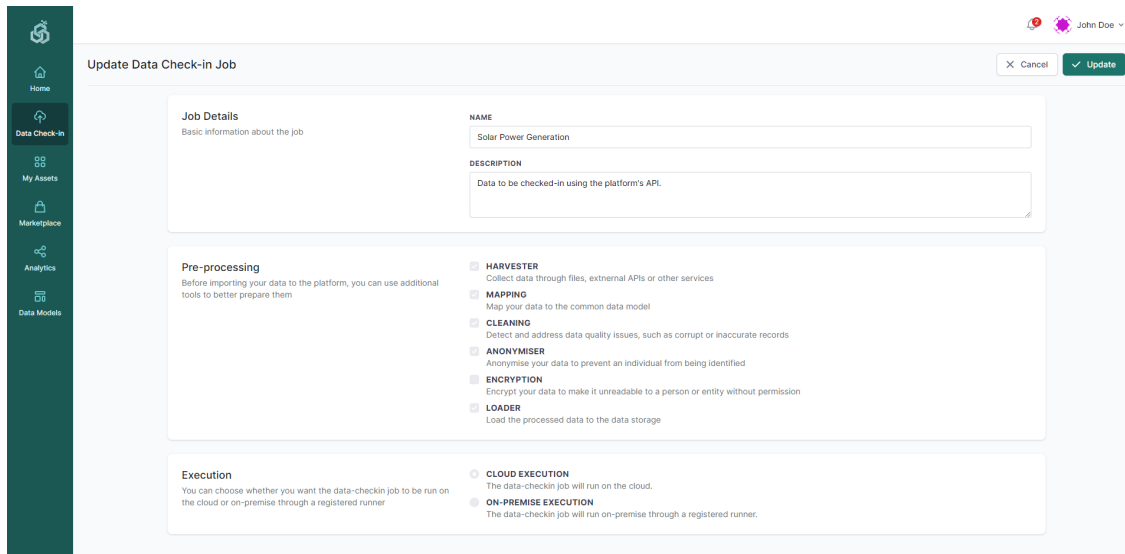 2
John Doe
Update Data Check-in Job
Cancel
Update
Home
Data Check-in
My Assets
Marketplace
Analytics
Data Models
Job Details
Basic information about the job
NAME
Solar Power Generation
DESCRIPTION
Data to be checked-in using the platform's API.
Pre-processing
Before importing your data to the platform, you can use additional
tools to better prepare them
HARVESTER
Collect data through files, extnernal APIs or other services
MAPPING
Map your data to the common data model
CLEANING
Detect and address data quality issues, such as corrupt or inaccurate records
ANONYMISER
Anonymise your data to prevent an individual from being identified
ENCRYPTION
Encrypt your data to make it unreadable to a person or entity without permission
LOADER
Load the processed data to the data storage
Execution
You can choose whether you want the data-checkin job to be run on
the cloud or on-premise through a registered runner
CLOUD EXECUTION
The data-checkin job will run on the cloud.
ON-PREMISE EXECUTION
The data-checkin job will run on-premise through a registered runner.